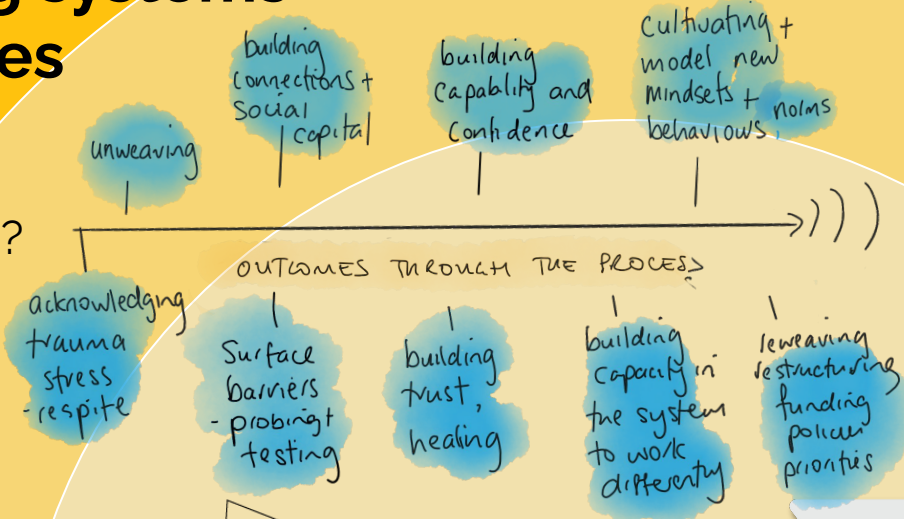 g systems
es
unweaving
building
connections +
Social
capital
building
capability and
confidence
cultivating +
model new
mindsets +
norms
behaviours,
?
OUTCOMES THROUGH THE PROCESS
acknowledging
trauma
stress
- respite
Surface
barriers
- probing +
testing
building
trust,
healing
building
capacity in
the system
to work
differently
reweaving
restructuring
funding
policies
priorities